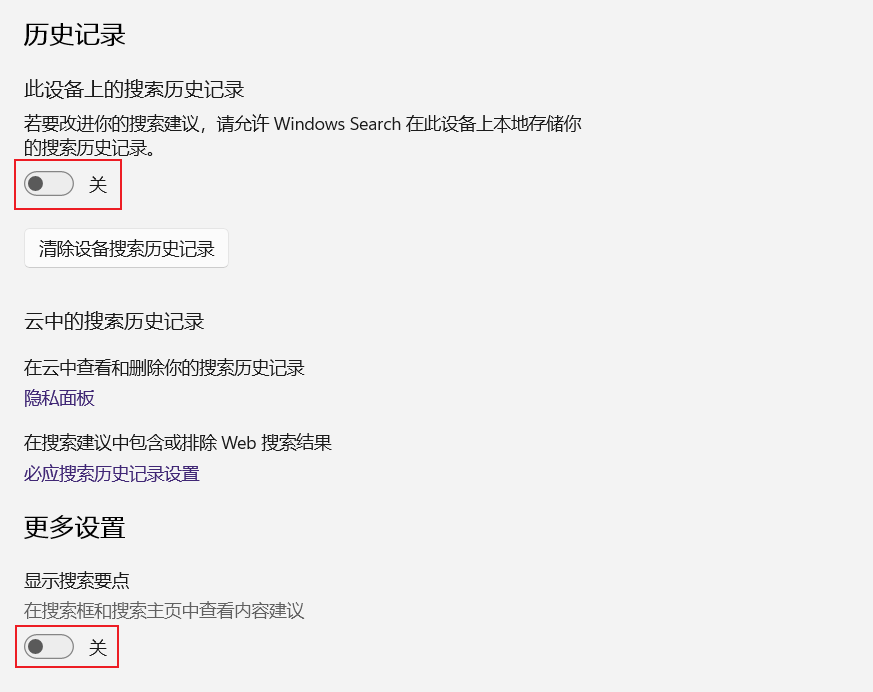 历史记录
此设备上的搜索历史记录
若要改进你的搜索建议，请允许 Windows Search 在此设备上本地存储你
的搜索历史记录。
关
清除设备搜索历史记录
云中的搜索历史记录
在云中查看和删除你的搜索历史记录
隐私面板
在搜索建议中包含或排除 Web 搜索结果
必应搜索历史记录设置
更多设置
显示搜索要点
在搜索框和搜索主页中查看内容建议
关